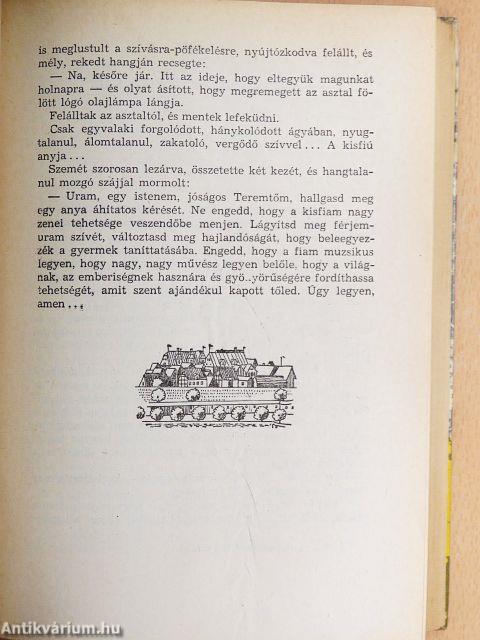 is meglustult a szívásra-pöfékelésre, nyújtózkodva felállt, és
mély, rekedt hangján recsegte:
— Na, későre jár. Itt az ideje, hogy eltegyük magunkat
holnapra — és olyat ásított, hogy megremegett az asztal fö-
lött lógó olajlámpa lángja.
Felálltak az asztaltól, és mentek lefeküdni.
Csak egyvalaki forgolódott, hánykolódott ágyában, nyug-
talanul, álomtalanul, zakatoló, vergődő szívvel... A kisfiú
anyja...
Szemét szorosan lezárva, összetette két kezét, és hangtala-
nul mozgó szájjal mormolt:
— Uram, egy istenem, jóságos Teremtőm, hallgasd meg
egy anya áhítatos kérését. Ne engedd, hogy a kisfiam nagy
zenei tehetsége veszendőbe menjen. Lágyítsd meg férjem-
uram szívét, változtasd meg hajlandóságát, hogy beleegyez-
zék a gyermek taníttatásába. Engedd, hogy a fiam muzsikus
legyen, hogy nagy, nagy művész legyen belőle, hogy a világ-
nak, az emberiségnek hasznára és gyö..yörűségére fordíthassa
tehetségét, amit szent ajándékul kapott tőled. Úgy legyen,
amen...
Antikvárium.hu